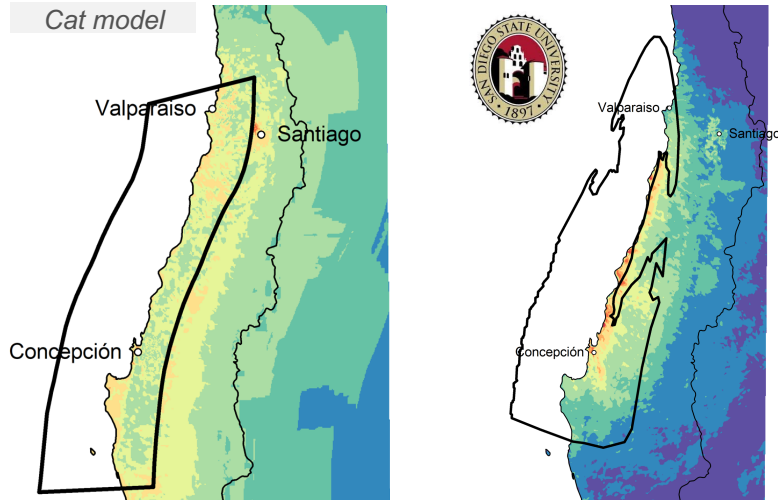 Cat model
Valparaiso
Santiago
Concepción
SAN DIEGO STATE UNIVERSITY
• 1897 •
Valparaiso
Santiago
Concepción